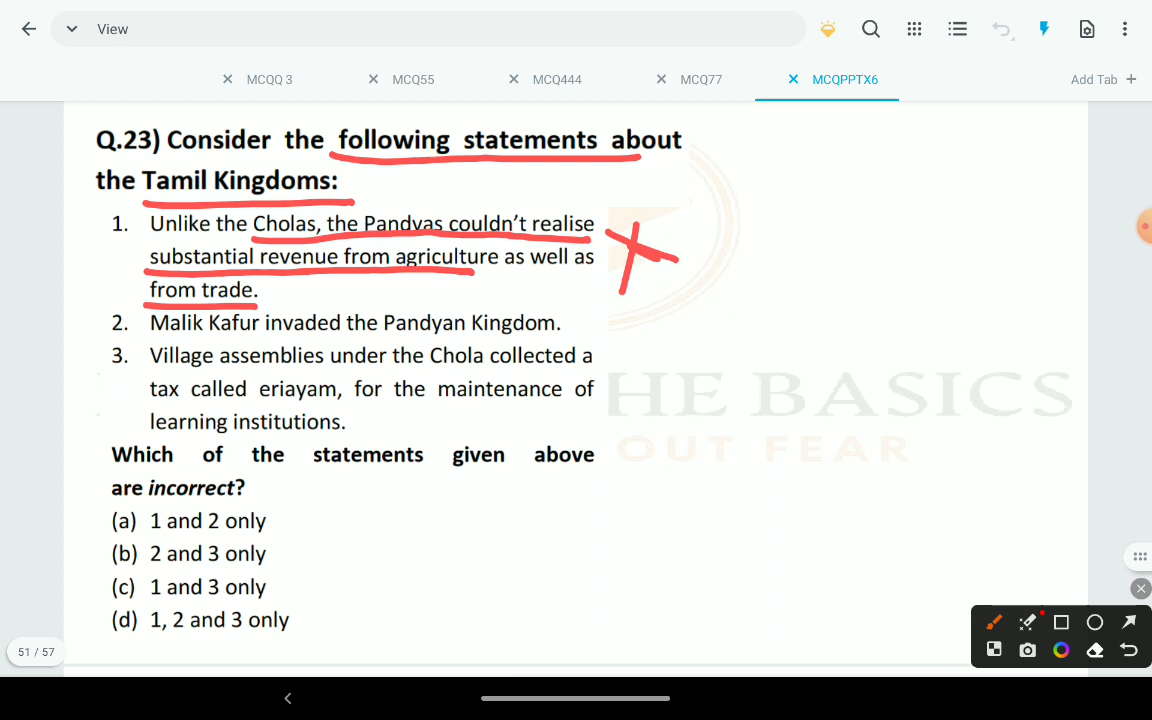 View
MCQQ 3
MCQ55
MCQ444
MCQ77
MCQPPTX6
Add Tab +
Q.23) Consider the following statements about
the Tamil Kingdoms:
1. Unlike the Cholas, the Pandyas couldn't realise
substantial revenue from agriculture as well as
from trade.
2. Malik Kafur invaded the Pandyan Kingdom.
3. Village assemblies under the Chola collected a
tax called eriayam, for the maintenance of
learning institutions.
HE BASICS
OUT FEAR
Which of the statements given above
are incorrect?
(a) 1 and 2 only
(b) 2 and 3 only
(c) 1 and 3 only
(d) 1, 2 and 3 only
51 / 57